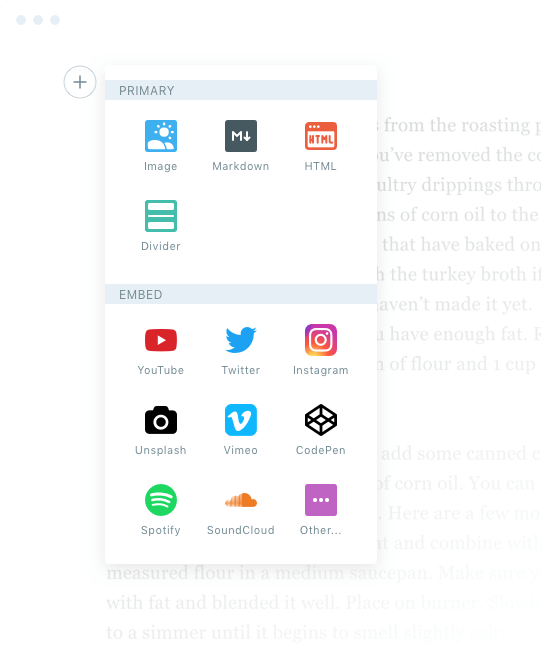 PRIMARY
Image Markdown HTML
Divider
EMBED
YouTube Twitter Instagram
Unsplash Vimeo CodePen
Spotify SoundCloud Other...
s from the roasting p
ou’ve removed the co
ultry drippings thro
ns of corn oil to the
that have baked on
h the turkey broth if
aven’t made it yet.
u have enough fat.
n of flour and 1 cup
add some canned c
of corn oil. You can
. Here are a few mo
at and combine with
measured flour in a medium saucepan. Make sure y
with fat and blended it well. Place on burner. Slowly
to a simmer until it begins to smell slightly